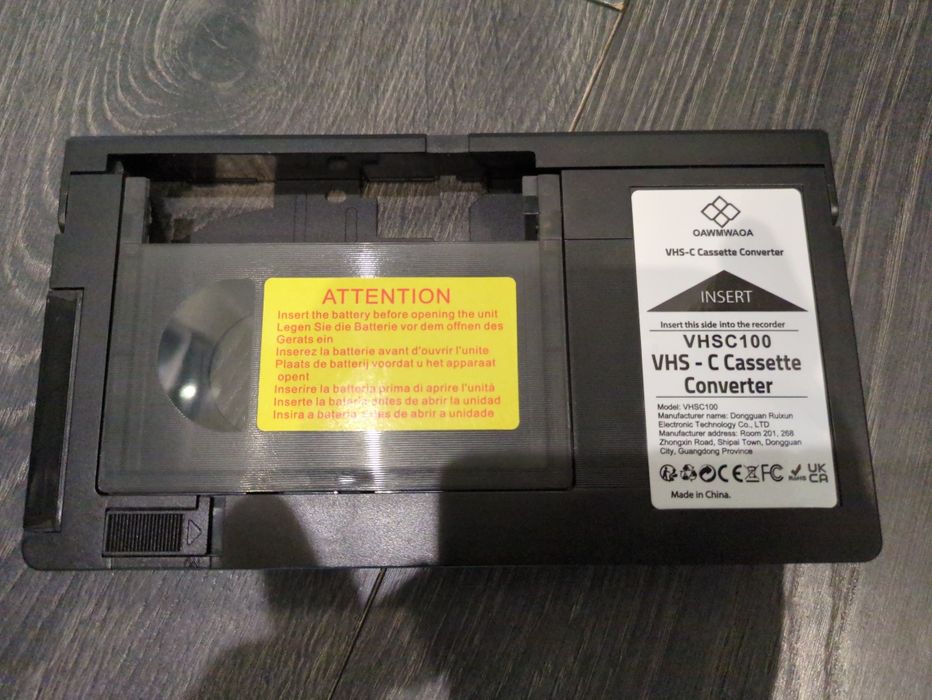 ATTENTION
Insert the battery before opening the unit
Legen Sie die Batterie vor dem offnen des
Gerats ein
Inserez la batterie avant d'ouvrir l'unite
Plaats de batterij voordat u het apparaat
opent
Inserire la batteria prima di aprire l'unità
Inserte la bataria antes de abrir la unidad
Insira a bateria antes de abrir a unidade
OAWMWAOA
VHS-C Cassette Converter
INSERT
Insert this side into the recorder
VHSC100
VHS - C Cassette
Converter
Model: VHSC100
Manufacturer name: Dongguan Ruixun
Electronic Technology Co., LTD
Manufacturer address: Room 201, 268
Zhongxin Road, Shipai Town, Dongguan
City, Guangdong Province
CE FC RoHS UK CA
Made in China.